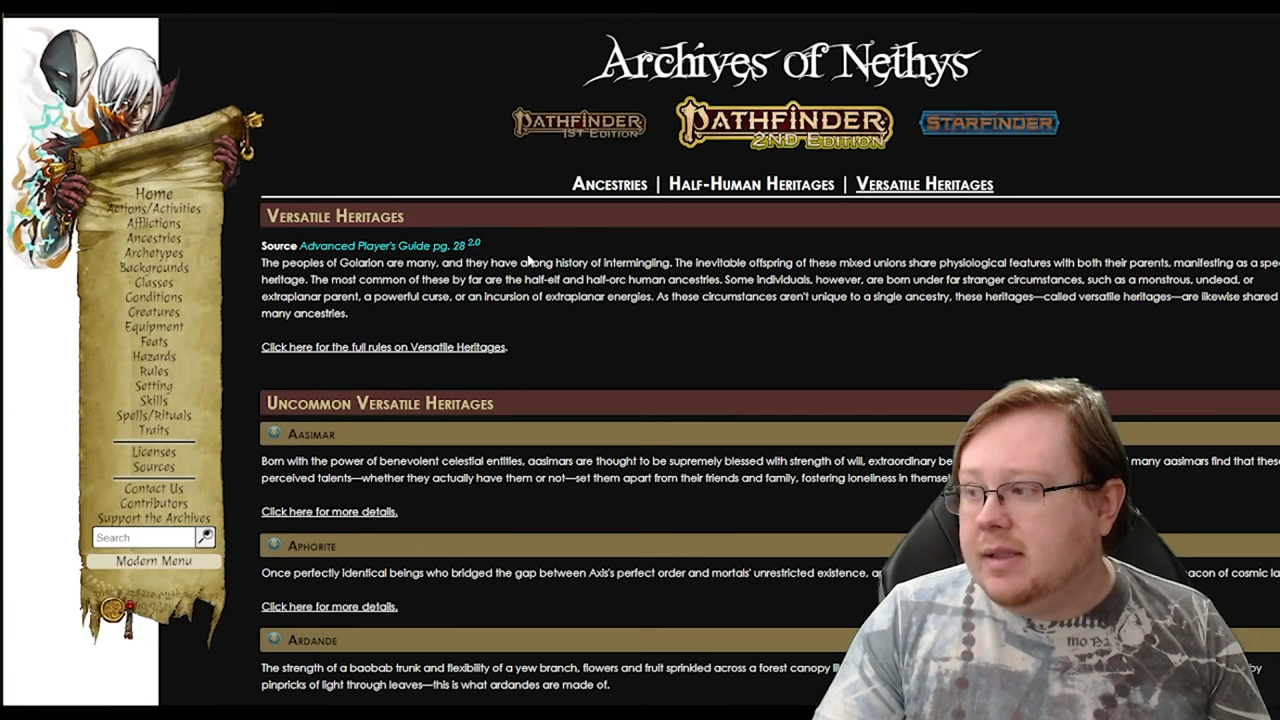 Archives of Nethys
PATHFINDER 1ST EDITION
PATHFINDER 2ND EDITION
STARFINDER
Ancestries | Half-Human Heritages | Versatile Heritages
Home
Actions/Activities
Afflictions
Ancestries
Archetypes
Backgrounds
Classes
Conditions
Creatures
Equipment
Feats
Hazards
Rules
Setting
Skills
Spells/Rituals
Traits
Licenses
Sources
Contact Us
Contributors
Support the Archives
Search
Modern Menu
Versatile Heritages
Source Advanced Player's Guide pg. 28 2.0
The peoples of Golarion are many, and they have a long history of intermingling. The inevitable offspring of these mixed unions share physiological features with both their parents, manifesting as a spe
heritage. The most common of these by far are the half-elf and half-orc human ancestries. Some individuals, however, are born under far stranger circumstances, such as a monstrous, undead, or
extraplanar parent, a powerful curse, or an incursion of extraplanar energies. As these circumstances aren't unique to a single ancestry, these heritages—called versatile heritages—are likewise shared
many ancestries.
Click here for the full rules on Versatile Heritages.
Uncommon Versatile Heritages
Aasimar
Born with the power of benevolent celestial entities, aasimars are thought to be supremely blessed with strength of will, extraordinary be many aasimars find that these
perceived talents—whether they actually have them or not—set them apart from their friends and family, fostering loneliness in themse
Click here for more details.
Aphorite
Once perfectly identical beings who bridged the gap between Axis's perfect order and mortals' unrestricted existence, a eacon of cosmic la
Click here for more details.
Ardande
The strength of a baobab trunk and flexibility of a yew branch, flowers and fruit sprinkled across a forest canopy li by
pinpricks of light through leaves—this is what ardandes are made of.